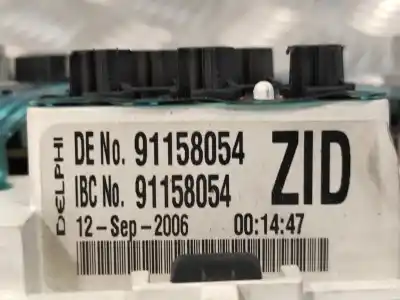 DELPHI
DE No. 91158054
IBC No. 91158054
ZID
12-Sep-2006 00:14:47